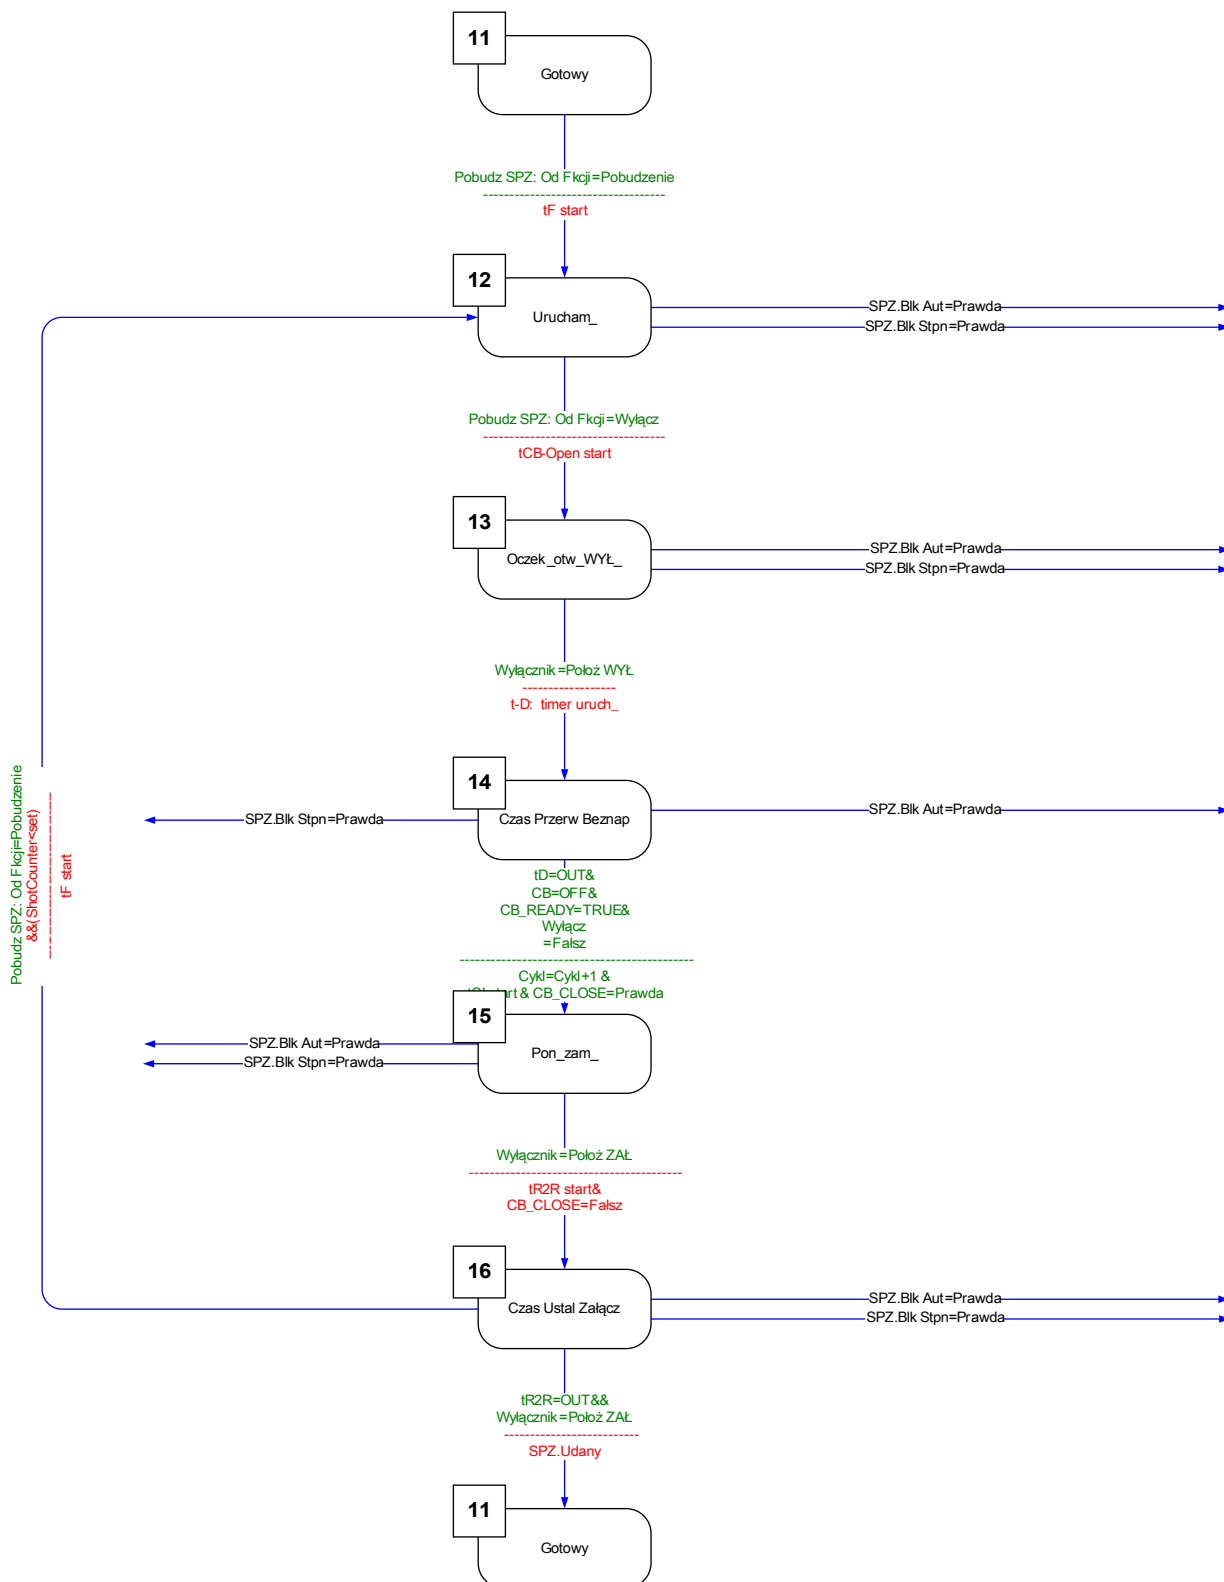 11
Gotowy
Pobudz SPZ: Od Fkcji=Pobudzenie
-----------------------------------
tF start
12
Urucham_
SPZ.Blk Aut=Prawda
SPZ.Blk Stpn=Prawda
Pobudz SPZ: Od Fkcji=Wyłącz
-----------------------------------
tCB-Open start
13
Oczek_otw_WYŁ_
SPZ.Blk Aut=Prawda
SPZ.Blk Stpn=Prawda
Wyłącznik=Położ WYŁ
------------------
t-D: timer uruch_
14
Czas Przerw Beznap
SPZ.Blk Stpn=Prawda
SPZ.Blk Aut=Prawda
Pobudz SPZ: Od Fkcji=Pobudzenie
&&(ShotCounter<set)
--------------------------------
tF start
tD=OUT&
CB=OFF&
CB_READY=TRUE&
Wyłącz
=Fałsz
---------------------------------------------
Cykl=Cykl+1 &
& CB_CLOSE=Prawda
15
Pon_zam_
SPZ.Blk Aut=Prawda
SPZ.Blk Stpn=Prawda
Wyłącznik=Położ ZAŁ
-----------------------------------------
tR2R start&
CB_CLOSE=Fałsz
16
Czas Ustal Załącz
SPZ.Blk Aut=Prawda
SPZ.Blk Stpn=Prawda
tR2R=OUT&&
Wyłącznik=Położ ZAŁ
--------------------------
SPZ.Udany
11
Gotowy